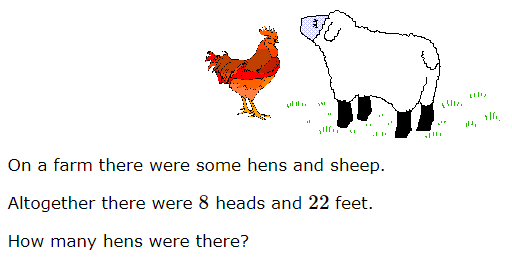 On a farm there were some hens and sheep.
Altogether there were 8 heads and 22 feet.
How many hens were there?